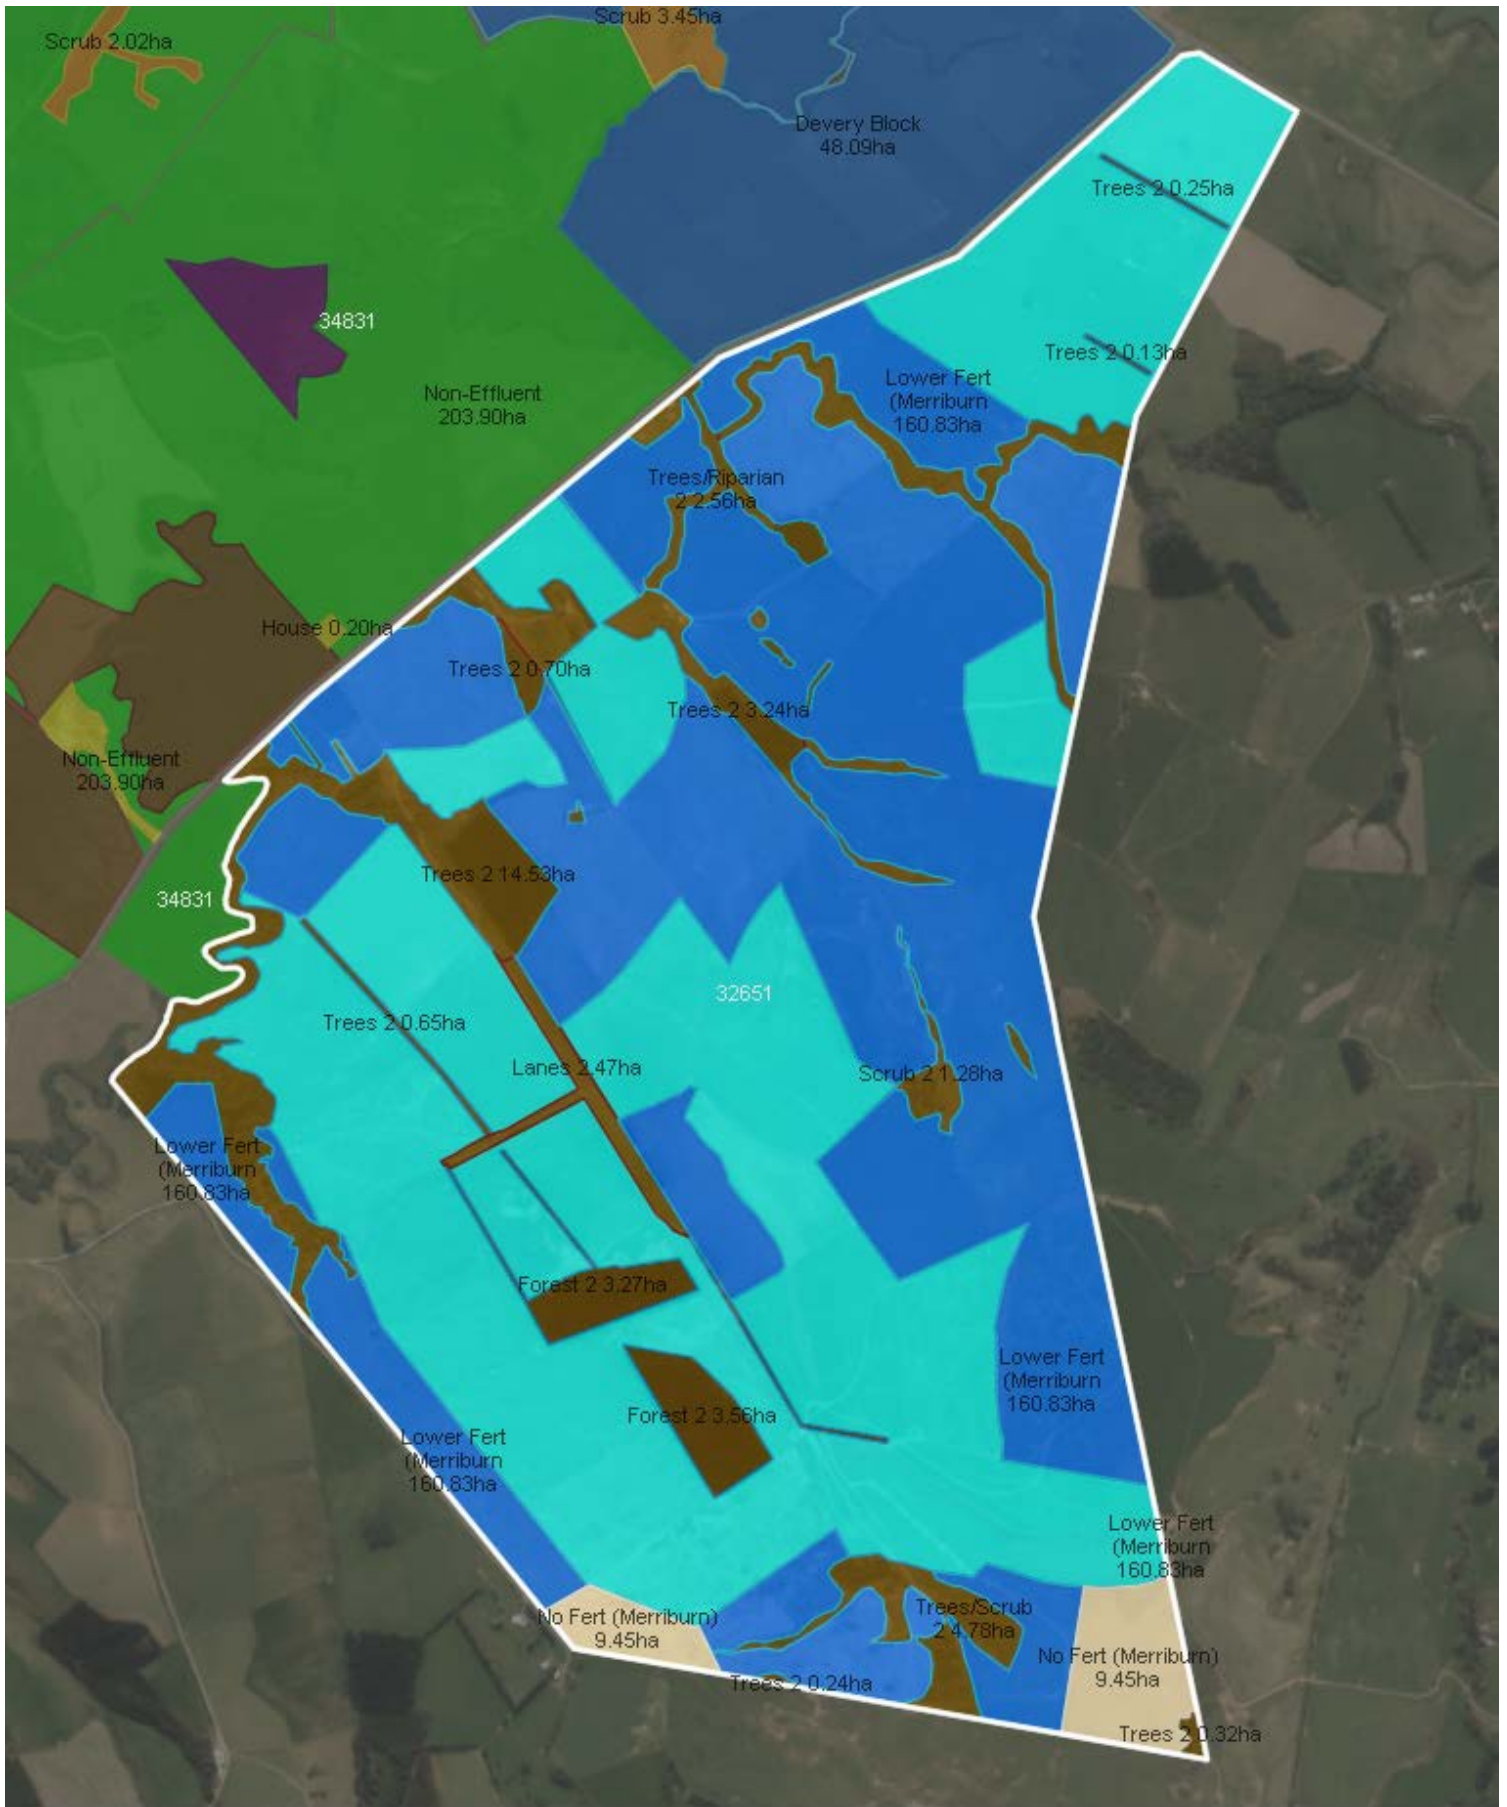 Scrub 2.02ha
Scrub 3.45ha
Devery Block
48.09ha
Trees 2 0.25ha
34831
Trees 2 0.13ha
Non-Effluent
203.90ha
Lower Fert
(Merriburn
160.83ha
Trees/Riparian
2 2.56ha
House 0.20ha
Trees 2 0.70ha
Trees 2 3.24ha
Non-Effluent
203.90ha
Trees 2 14.53ha
34831
32651
Trees 2 0.65ha
Lanes 2.47ha
Scrub 2 1.28ha
Lower Fert
(Merriburn
160.83ha
Forest 2 3.27ha
Lower Fert
(Merriburn
160.83ha
Forest 2 3.56ha
Lower Fert
(Merriburn
160.83ha
Lower Fert
(Merriburn
160.83ha
No Fert (Merriburn)
9.45ha
Trees/Scrub
2 4.78ha
No Fert (Merriburn)
9.45ha
Trees 2 0.24ha
Trees 2 0.32ha